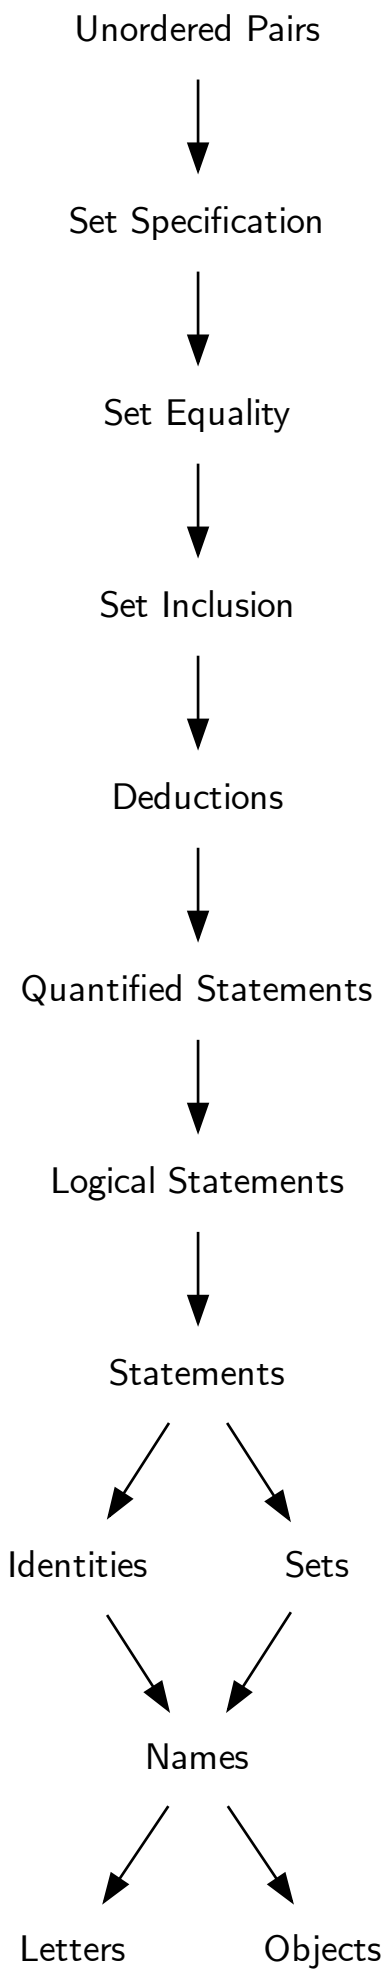 Unordered Pairs
Set Specification
Set Equality
Set Inclusion
Deductions
Quantified Statements
Logical Statements
Statements
Identities Sets
Names
Letters Objects